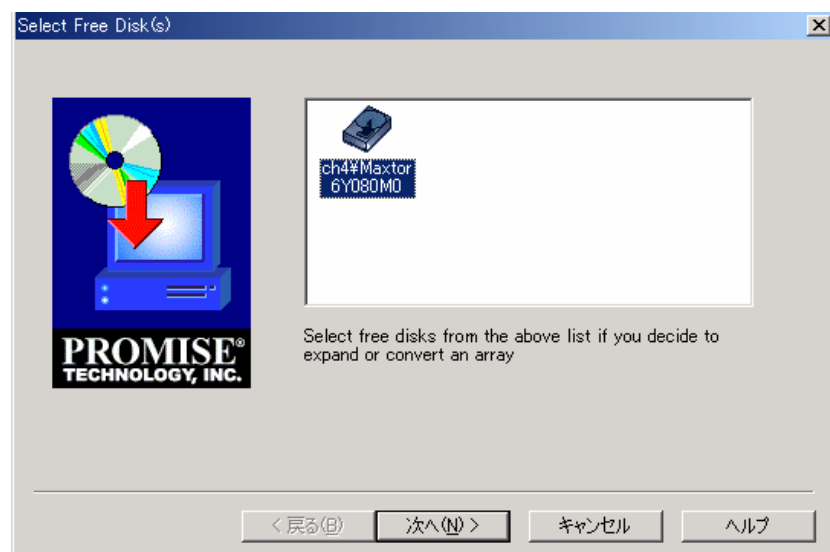 Select Free Disk(s)
ch4¥Maxtor
6Y080M0
PROMISE®
TECHNOLOGY, INC.
Select free disks from the above list if you decide to
expand or convert an array
< 戻る(B)
次へ(N) >
キャンセル
ヘルプ